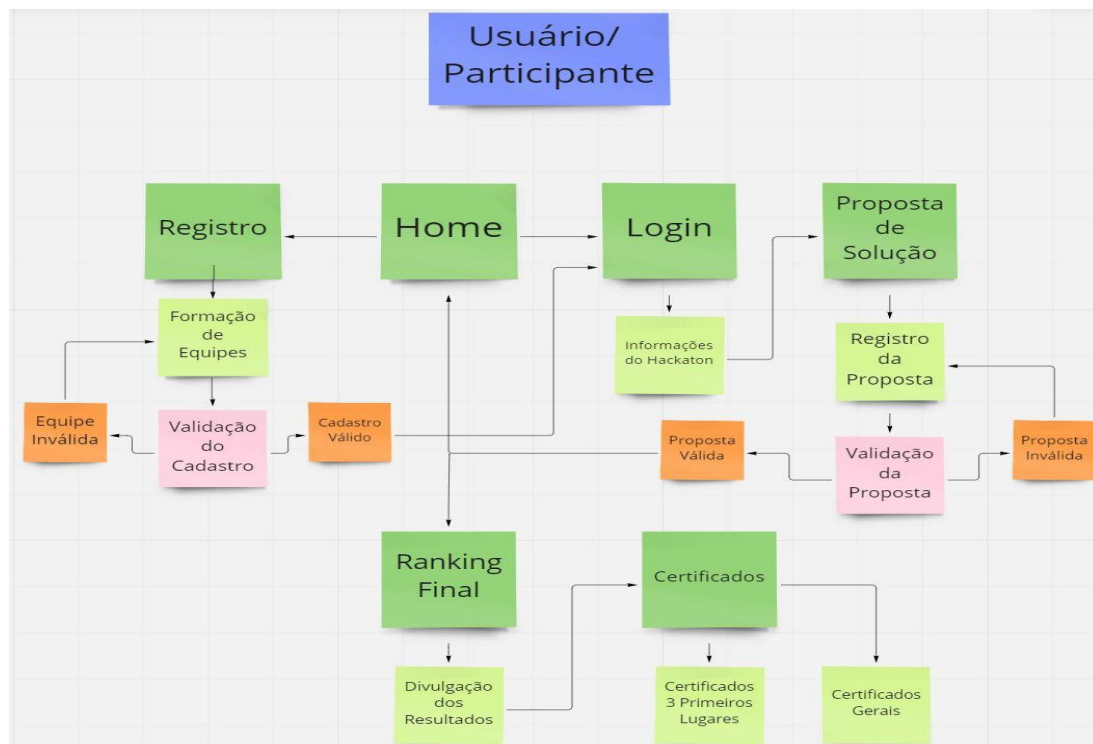 Usuário/
Participante
Registro
Home
Login
Proposta
de
Solução
Formação
de
Equipes
Informações
do Hackaton
Registro
da
Proposta
Equipe
Inválida
Validação
do
Cadastro
Cadastro
Válido
Proposta
Válida
Validação
da
Proposta
Proposta
Inválida
Ranking
Final
Certificados
Divulgação
dos
Resultados
Certificados
3 Primeiros
Lugares
Certificados
Gerais